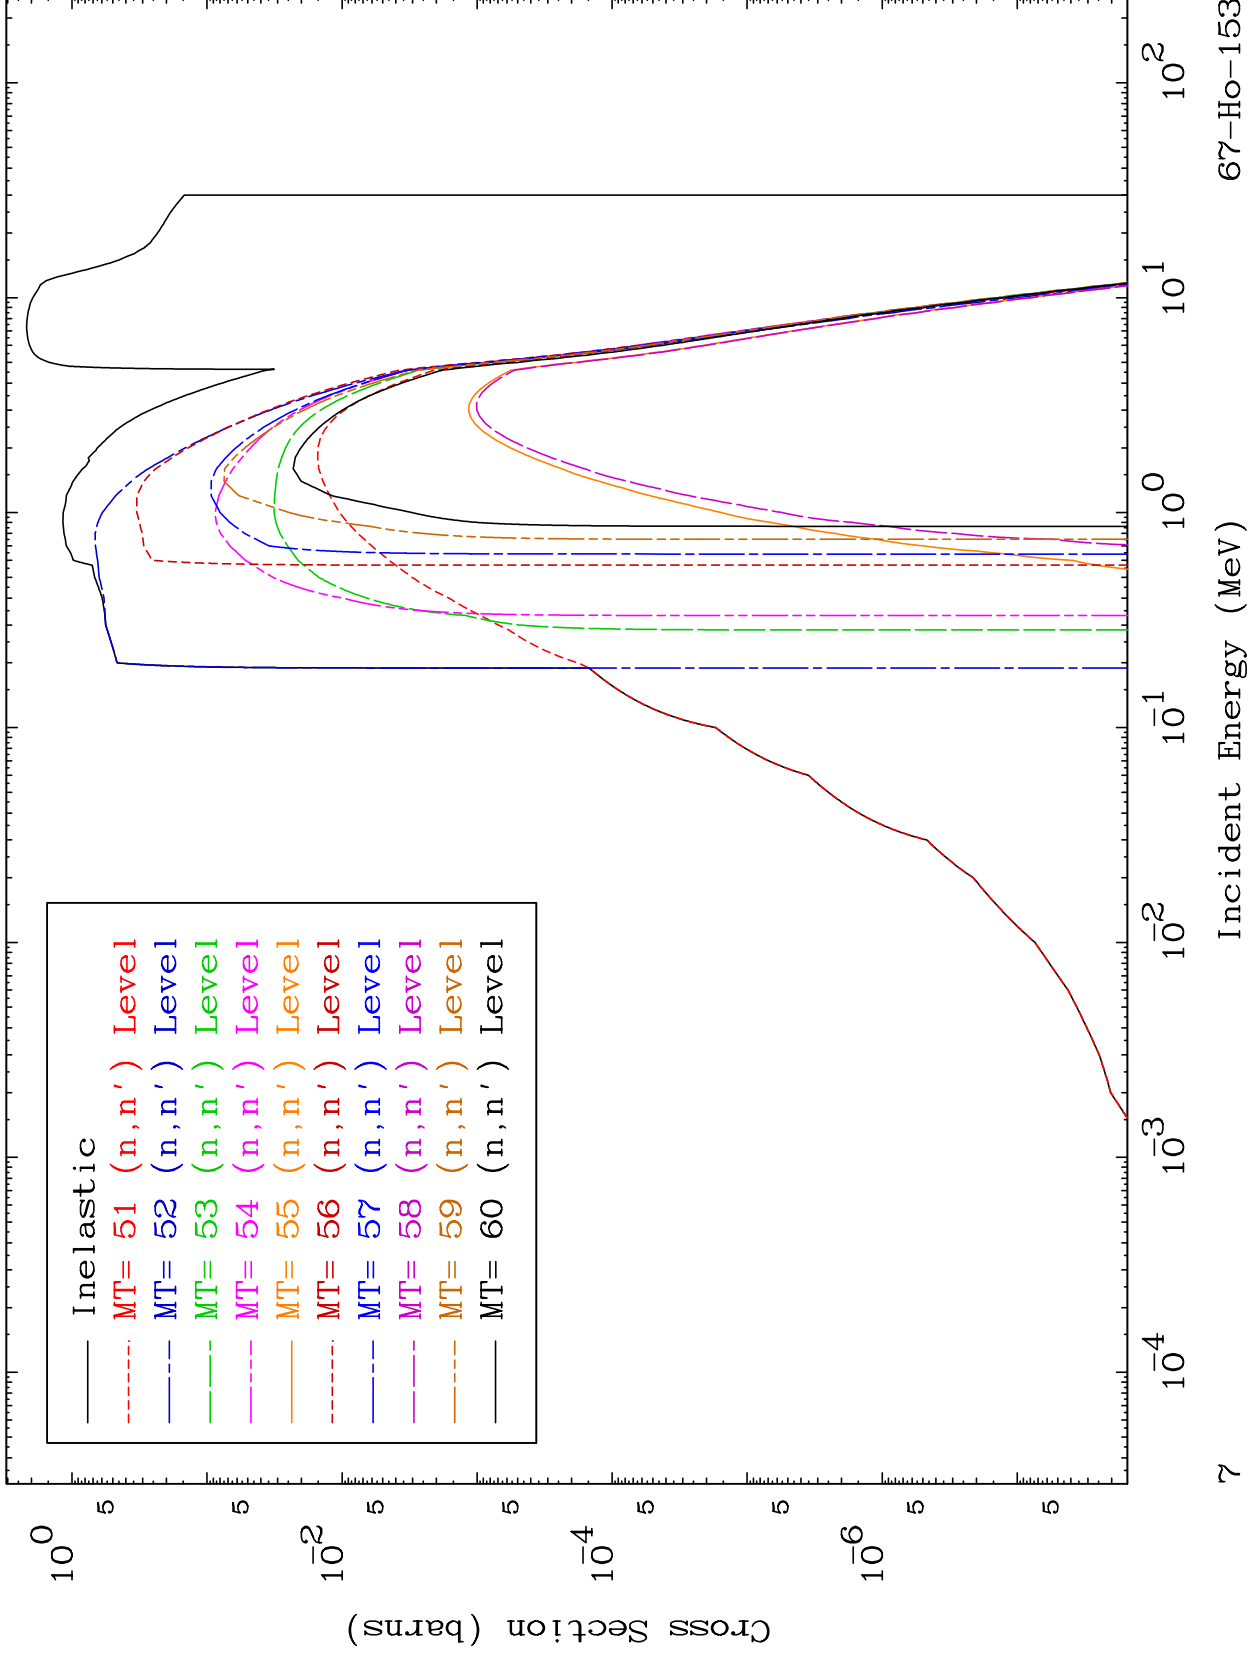 Inelastic
MT= 51 (n,n') Level
MT= 52 (n,n') Level
MT= 53 (n,n') Level
MT= 54 (n,n') Level
MT= 55 (n,n') Level
MT= 56 (n,n') Level
MT= 57 (n,n') Level
MT= 58 (n,n') Level
MT= 59 (n,n') Level
MT= 60 (n,n') Level
Cross Section (barns)
10^0
5
5
10^-2
5
5
10^-4
5
5
10^-6
5
5
10^-4
10^-3
10^-2
10^-1
10^0
10^1
10^2
7
Incident Energy (MeV)
67-Ho-153